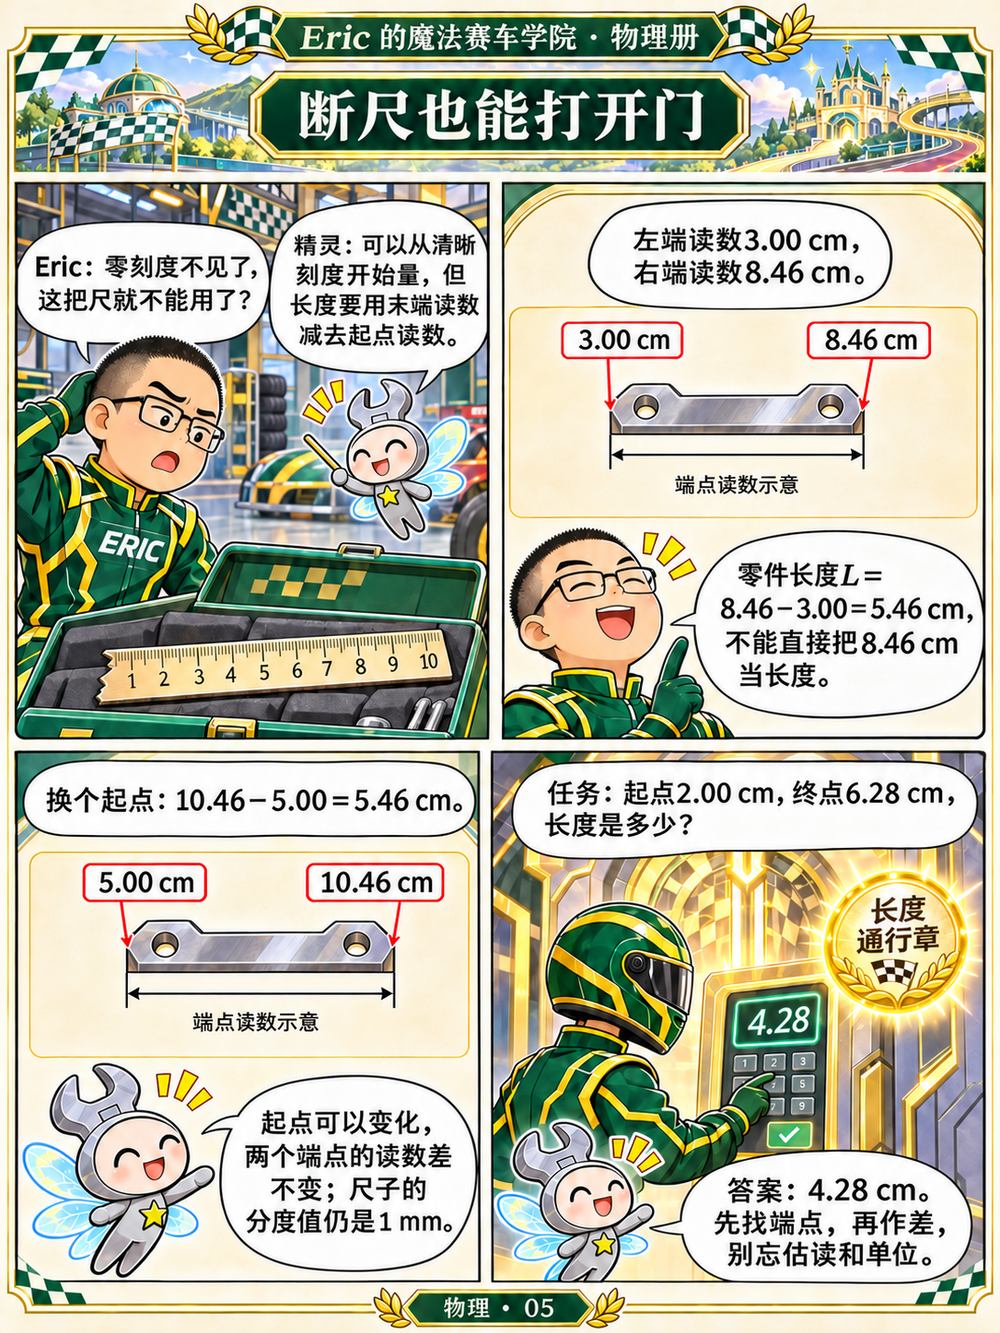 Eric 的魔法赛车学院 · 物理册
断尺也能打开门
Eric：零刻度不见了，
这把尺就不能用了？
精灵：可以从清晰
刻度开始量，但
长度要用末端读数
减去起点读数。
ERIC
1 2 3 4 5 6 7 8 9 10
左端读数3.00 cm，
右端读数8.46 cm。
3.00 cm
8.46 cm
端点读数示意
零件长度L=
8.46-3.00=5.46 cm，
不能直接把8.46 cm
当长度。
换个起点：10.46-5.00=5.46 cm。
5.00 cm
10.46 cm
端点读数示意
起点可以变化，
两个端点的读数差
不变；尺子的
分度值仍是1 mm。
任务：起点2.00 cm，终点6.28 cm，
长度是多少？
长度
通行章
4.28
1 2 3
7 5
7 9
答案：4.28 cm。
先找端点，再作差，
别忘估读和单位。
物理 · 05